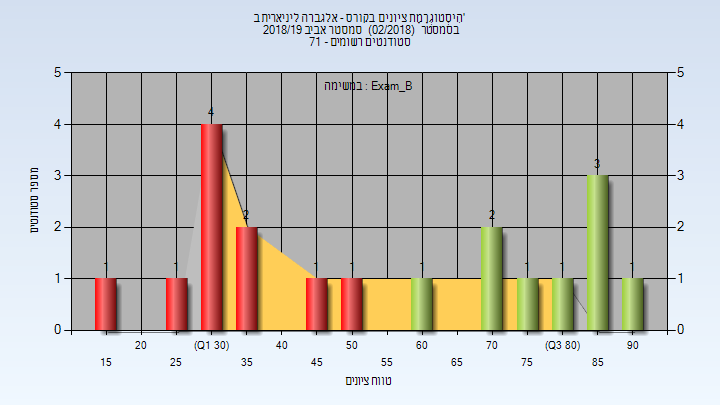 הִיסְטוֹגְרָמַת ציונים בקורס - אלגברה ליניארית ב'
בסמסטר (02/2018) סמסטר אביב 2018/19
סטודנטים רשומים - 71
במשימה : Exam_B
5 5
4 4 4
3 3 3
2 2 2 2
1 1 1 1 1 1 1 1 1 1
0 0
מספר סטודנטים
20 (Q1 30) 40 50 60 70 (Q3 80) 90
15 25 35 45 55 65 75 85
טווח ציונים